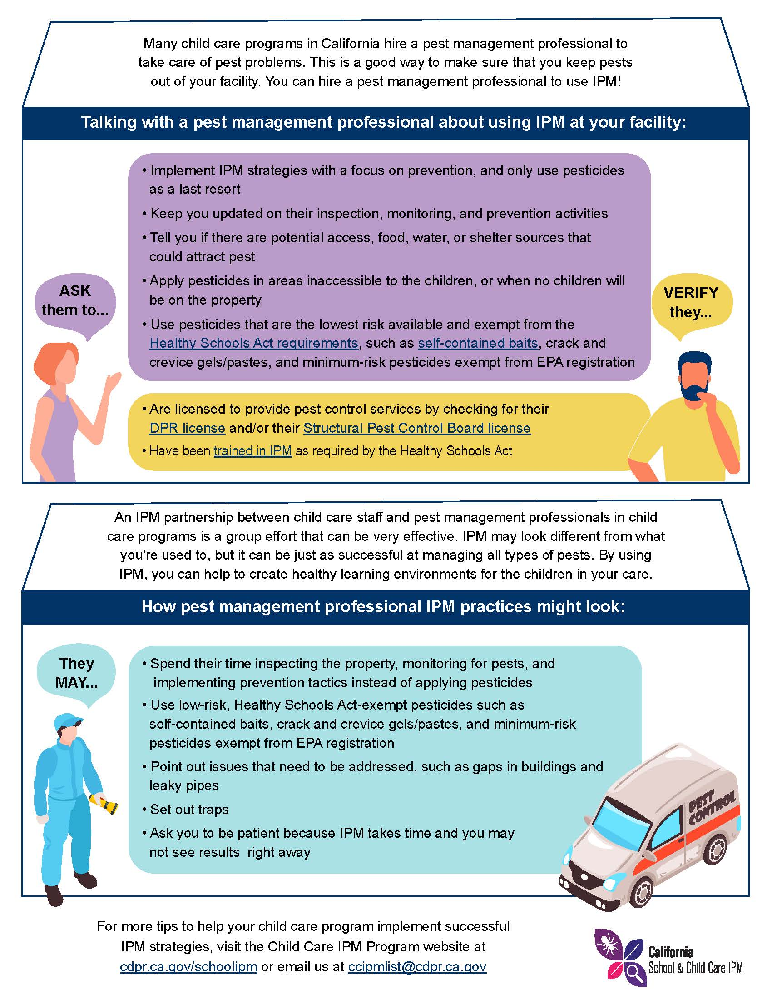 Many child care programs in California hire a pest management professional to
take care of pest problems. This is a good way to make sure that you keep pests
out of your facility. You can hire a pest management professional to use IPM!
Talking with a pest management professional about using IPM at your facility:
ASK
them to...
• Implement IPM strategies with a focus on prevention, and only use pesticides
as a last resort
• Keep you updated on their inspection, monitoring, and prevention activities
• Tell you if there are potential access, food, water, or shelter sources that
could attract pest
• Apply pesticides in areas inaccessible to the children, or when no children will
be on the property
• Use pesticides that are the lowest risk available and exempt from the
Healthy Schools Act requirements, such as self-contained baits, crack and
crevice gels/pastes, and minimum-risk pesticides exempt from EPA registration
VERIFY
they...
• Are licensed to provide pest control services by checking for their
DPR license and/or their Structural Pest Control Board license
• Have been trained in IPM as required by the Healthy Schools Act
An IPM partnership between child care staff and pest management professionals in child
care programs is a group effort that can be very effective. IPM may look different from what
you're used to, but it can be just as successful at managing all types of pests. By using
IPM, you can help to create healthy learning environments for the children in your care.
How pest management professional IPM practices might look:
They
MAY...
• Spend their time inspecting the property, monitoring for pests, and
implementing prevention tactics instead of applying pesticides
• Use low-risk, Healthy Schools Act-exempt pesticides such as
self-contained baits, crack and crevice gels/pastes, and minimum-risk
pesticides exempt from EPA registration
• Point out issues that need to be addressed, such as gaps in buildings and
leaky pipes
• Set out traps
• Ask you to be patient because IPM takes time and you may
not see results right away
PEST
CONTROL
For more tips to help your child care program implement successful
IPM strategies, visit the Child Care IPM Program website at
cdpr.ca.gov/schoolipm or email us at ccipmlist@cdpr.ca.gov
California
School & Child Care IPM